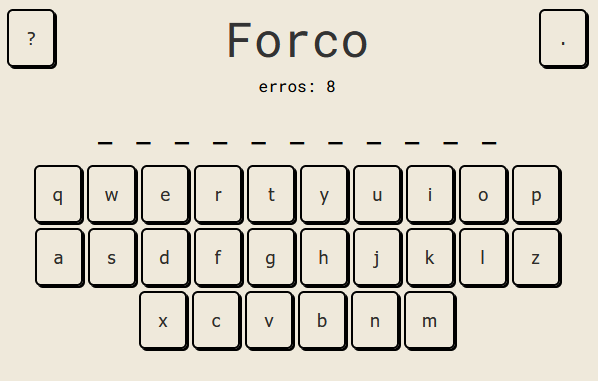 ? Forco .
erros: 8
_ _ _ _ _ _ _ _ _ _ _
q w e r t y u i o p
a s d f g h j k l z
x c v b n m